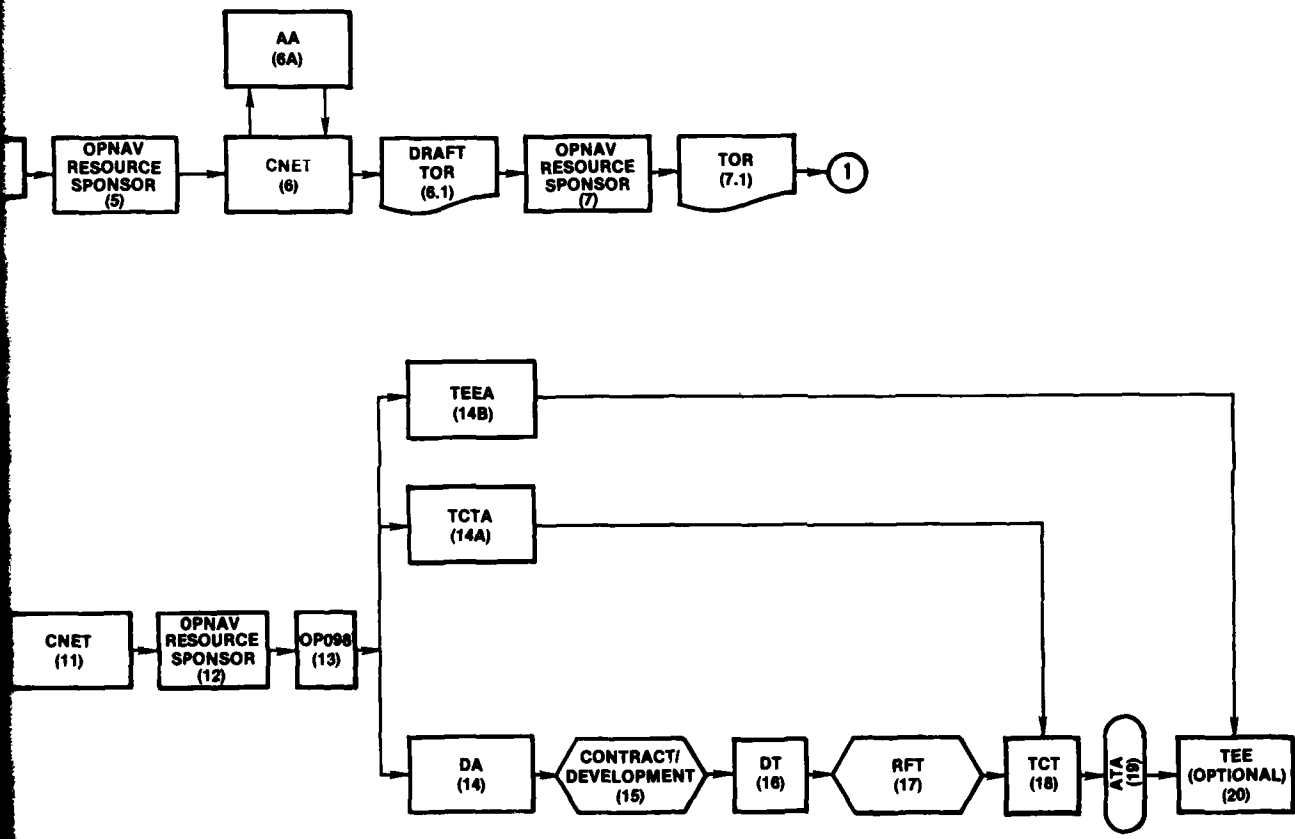 AA
(6A)
OPNAV
RESOURCE
SPONSOR
(5)
CNET
(6)
DRAFT
TOR
(6.1)
OPNAV
RESOURCE
SPONSOR
(7)
TOR
(7.1)
1
TEEA
(14B)
TCTA
(14A)
CNET
(11)
OPNAV
RESOURCE
SPONSOR
(12)
OP098
(13)
DA
(14)
CONTRACT/
DEVELOPMENT
(15)
DT
(16)
RFT
(17)
TCT
(18)
ATA
(19)
TEE
(OPTIONAL)
(20)